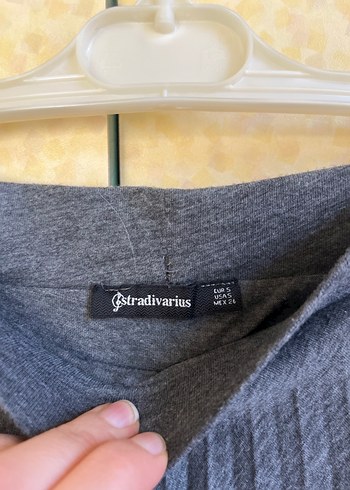 stradivarius
EUR S
USA S
MEX 26